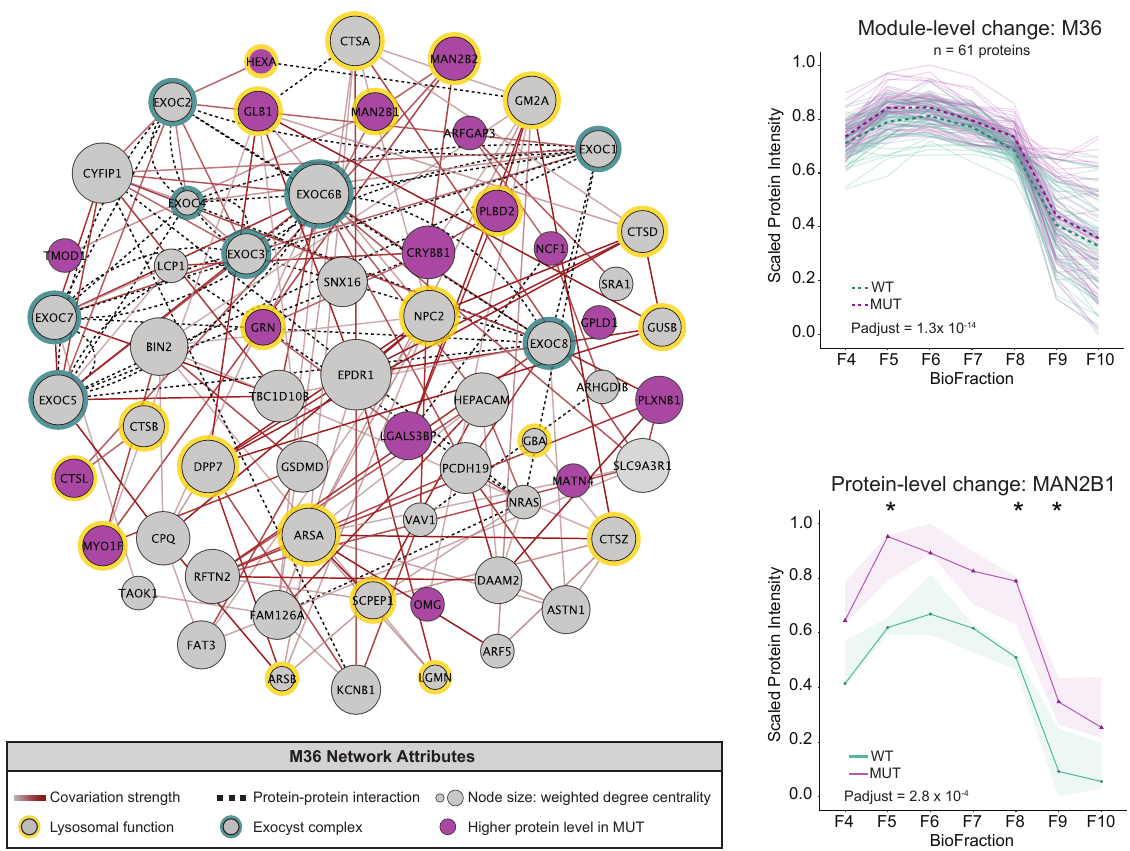 CTSA
HEXA
MAN2B2
EXOC2
GLB1
MAN2B1
GM2A
ARFGAP3
EXOC1
CYFIP1
EXOC4
EXOC6B
PLBD2
CTSD
TMOD1
LCP1
EXOC3
CRYBB1
NCF1
SNX16
SRA1
EXOC7
GRN
NPC2
GPLD1
GUSB
BIN2
EXOC8
EPDR1
ARHGDIB
EXOC5
TBC1D10B
HEPACAM
PLXNB1
CTSB
LGALS3BP
GBA
DPP7
GSDMD
PCDH19
SLC9A3R1
CTSL
MATN4
NRAS
VAV1
MYO1F
CPQ
ARSA
CTSZ
RFTN2
DAAM2
TAOK1
SCPEP1
OMG
FAM126A
ASTN1
FAT3
ARF5
ARSB
LGMN
KCNB1
M36 Network Attributes
Covariation strength
Protein-protein interaction
Node size: weighted degree centrality
Lysosomal function
Exocyst complex
Higher protein level in MUT
Module-level change: M36
n = 61 proteins
Scaled Protein Intensity
1.0
0.8
0.6
0.4
0.2
0.0
WT
MUT
Padjust = 1.3x 10-14
F4 F5 F6 F7 F8 F9 F10
BioFraction
Protein-level change: MAN2B1
* * *
Scaled Protein Intensity
1.0
0.8
0.6
0.4
0.2
0.0
WT
MUT
Padjust = 2.8 x 10-4
F4 F5 F6 F7 F8 F9 F10
BioFraction